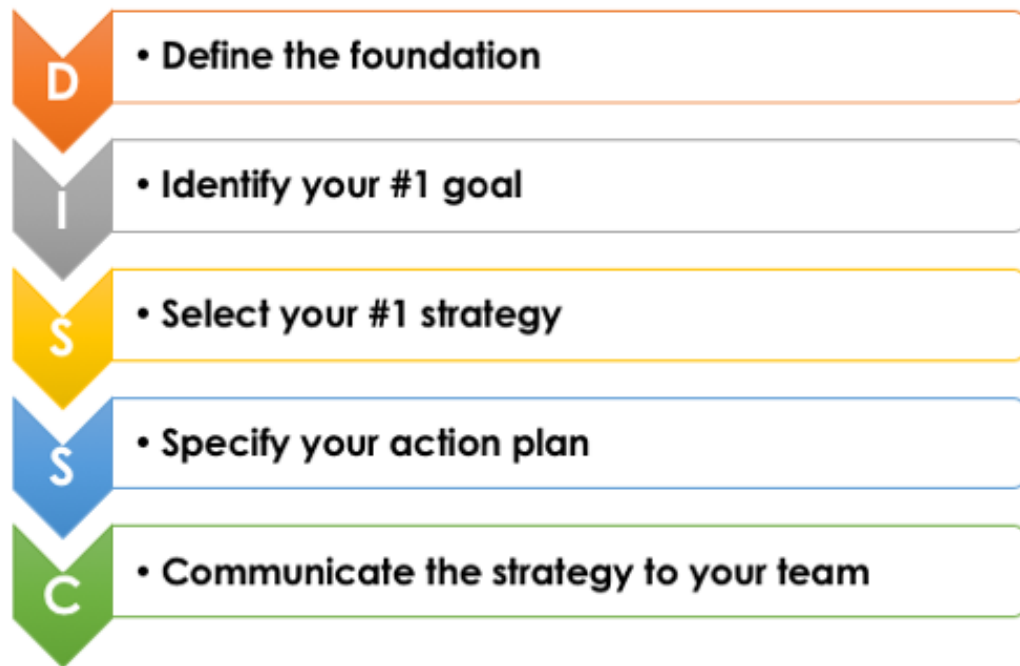 D • Define the foundation
I • Identify your #1 goal
S • Select your #1 strategy
S • Specify your action plan
C • Communicate the strategy to your team